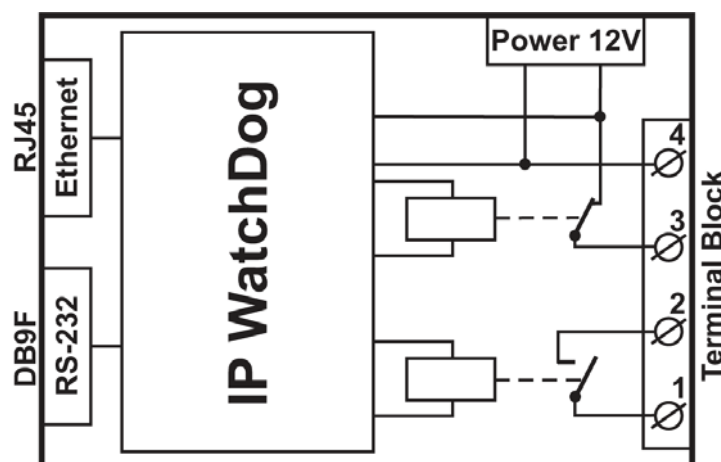 Power 12V
RJ45
Ethernet
IP WatchDog
DB9F
RS-232
4
3
2
1
Terminal Block